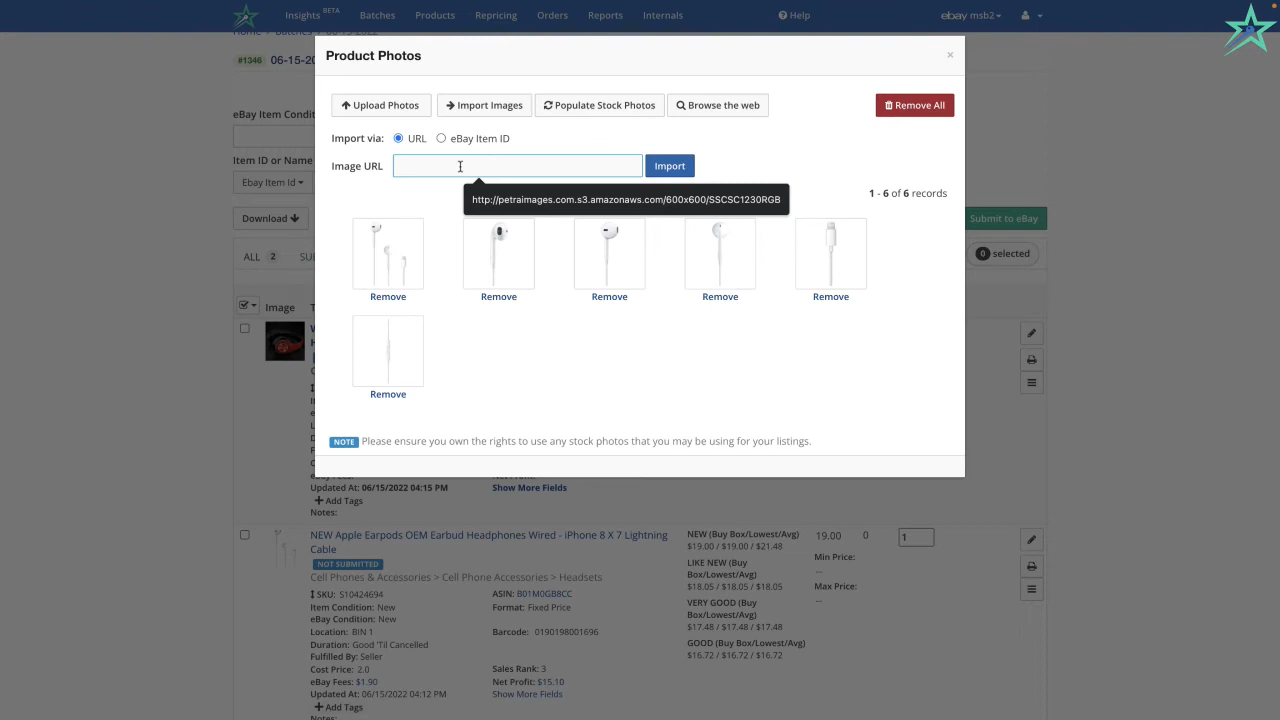 Insights BETA Batches Products Repricing Orders Reports Internals Help ebay msb2
Home Batches 06-15-2022
#1346 06-15-
Product Photos ×
Upload Photos Import Images Populate Stock Photos Browse the web Remove All
eBay Item Condit
Import via: URL eBay Item ID
Item ID or Name
Image URL Import
Ebay Item Id
1 - 6 of 6 records
http://petraimages.com.s3.amazonaws.com/600x600/SSCSC1230RGB
Download Submit to eBay
ALL 2 SU 0 selected
Remove Remove Remove Remove Remove
Image T
Remove
NOTE Please ensure you own the rights to use any stock photos that you may be using for your listings.
Updated At: 06/15/2022 04:15 PM Show More Fields
Add Tags
Notes:
NEW Apple Earpods OEM Earbud Headphones Wired - iPhone 8 X 7 Lightning
Cable
NOT SUBMITTED
Cell Phones & Accessories > Cell Phone Accessories > Headsets
SKU: S10424694 ASIN: B01M0GB8CC
Item Condition: New Format: Fixed Price
eBay Condition: New
Location: BIN 1 Barcode: 0190198001696
Duration: Good 'Til Cancelled
Fulfilled By: Seller
Cost Price: 2.0 Sales Rank: 3
eBay Fees: $1.90 Net Profit: $15.10
Updated At: 06/15/2022 04:12 PM Show More Fields
Add Tags
Notes:
NEW (Buy Box/Lowest/Avg) 19.00 0 1
$19.00 / $19.00 / $21.48
LIKE NEW (Buy
Box/Lowest/Avg)
$18.05 / $18.05 / $18.05
VERY GOOD (Buy
Box/Lowest/Avg)
$17.48 / $17.48 / $17.48
GOOD (Buy Box/Lowest/Avg)
$16.72 / $16.72 / $16.72
Min Price:
--
Max Price:
--